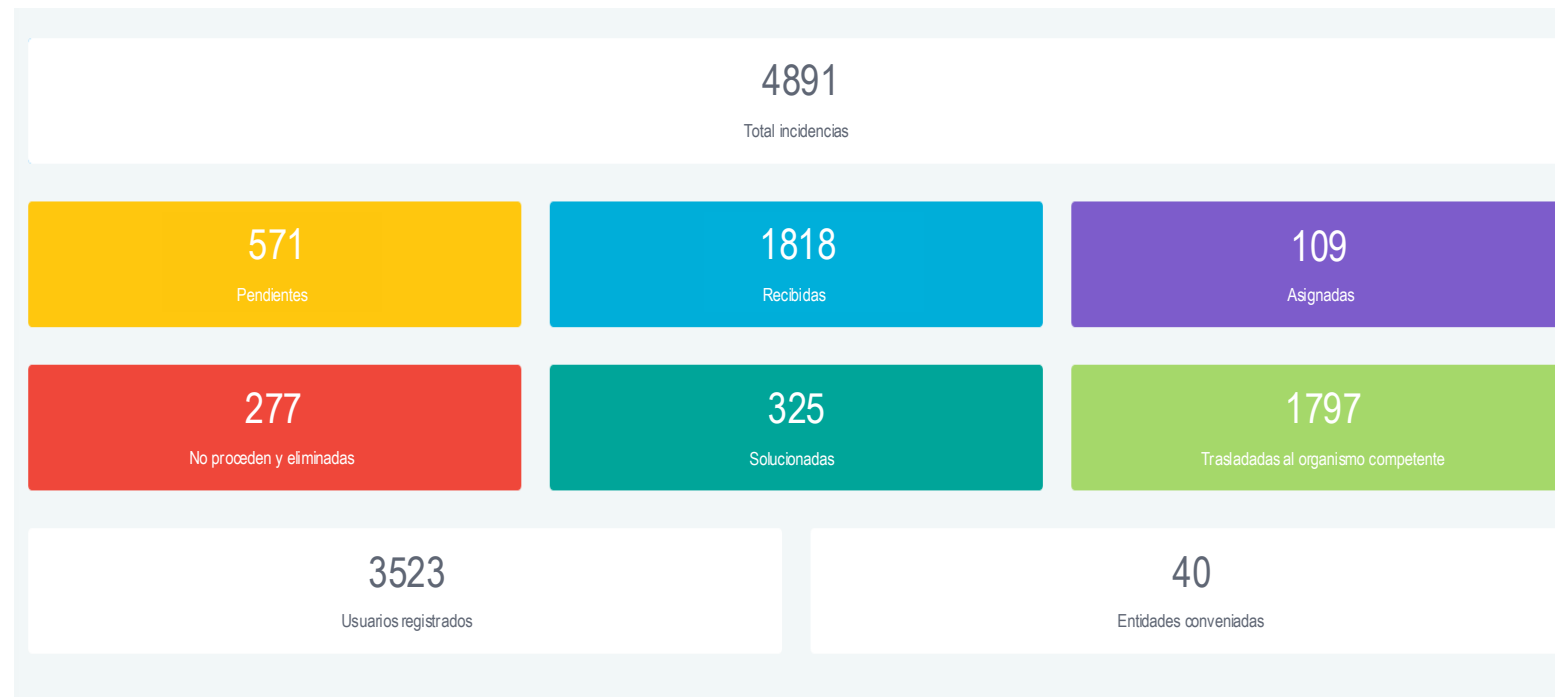 4891
Total incidencias
571
Pendientes
1818
Recibidas
109
Asignadas
277
No proceden y eliminadas
325
Solucionadas
1797
Trasladadas al organismo competente
3523
Usuarios registrados
40
Entidades conveniadas